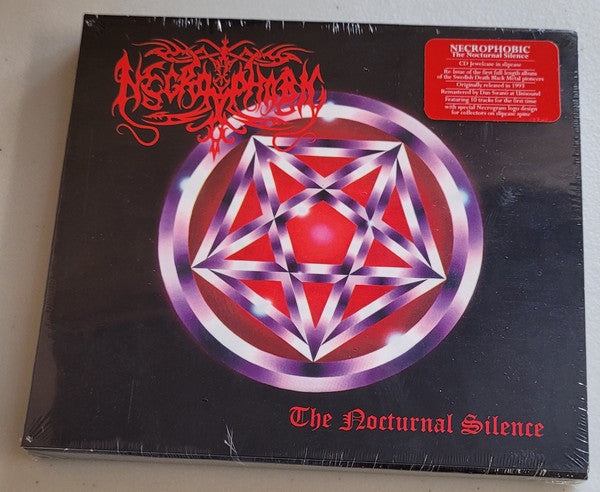 NECROPHOBIC
NECROPHOBIC
The Nocturnal Silence
CD Jewelcase in slipcase
Re-Issue of the first full length album
of the Swedish Death Black Metal pioneers
Originally released in 1993
Remastered by Dan Swanö at Unisound
Featuring 10 tracks for the first time
with special Necrogram logo design
for collectors on slipcase spine
The Nocturnal Silence